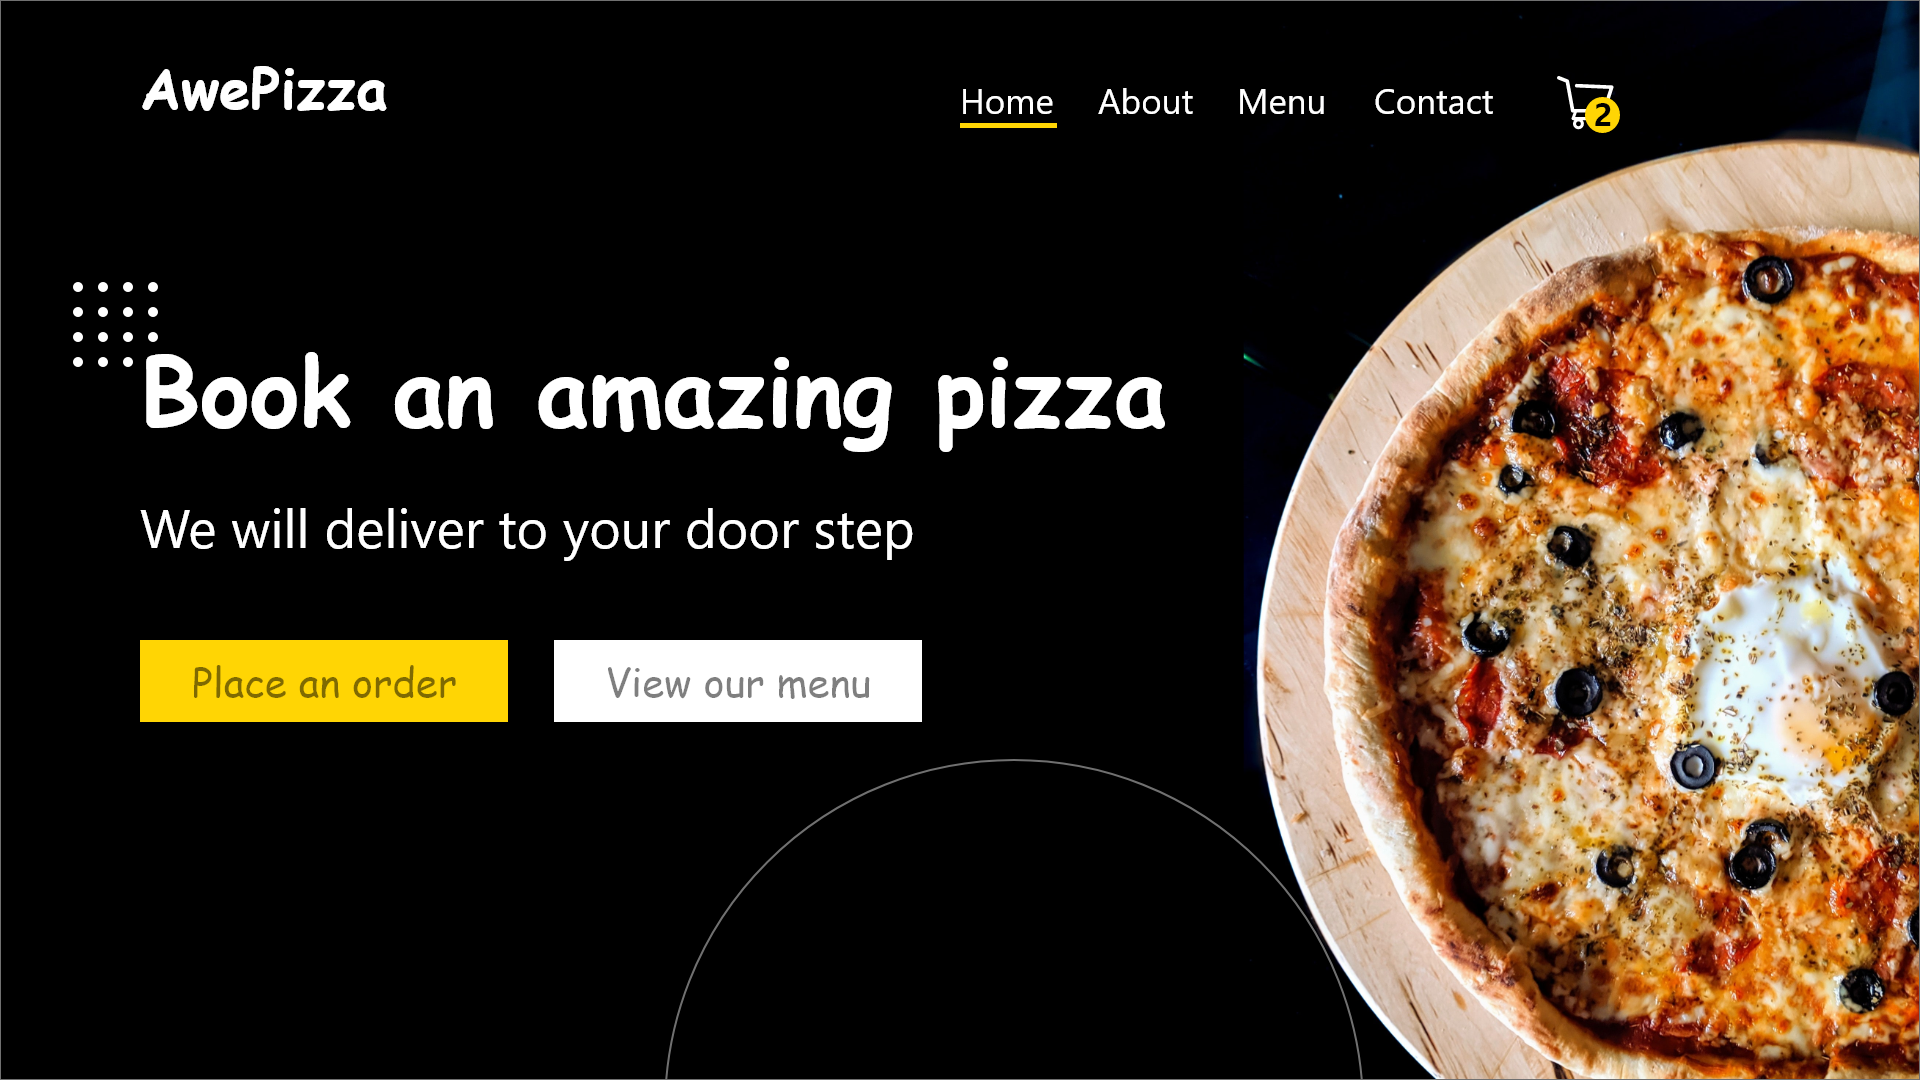 AwePizza
Home About Menu Contact
2
Book an amazing pizza
We will deliver to your door step
Place an order
View our menu